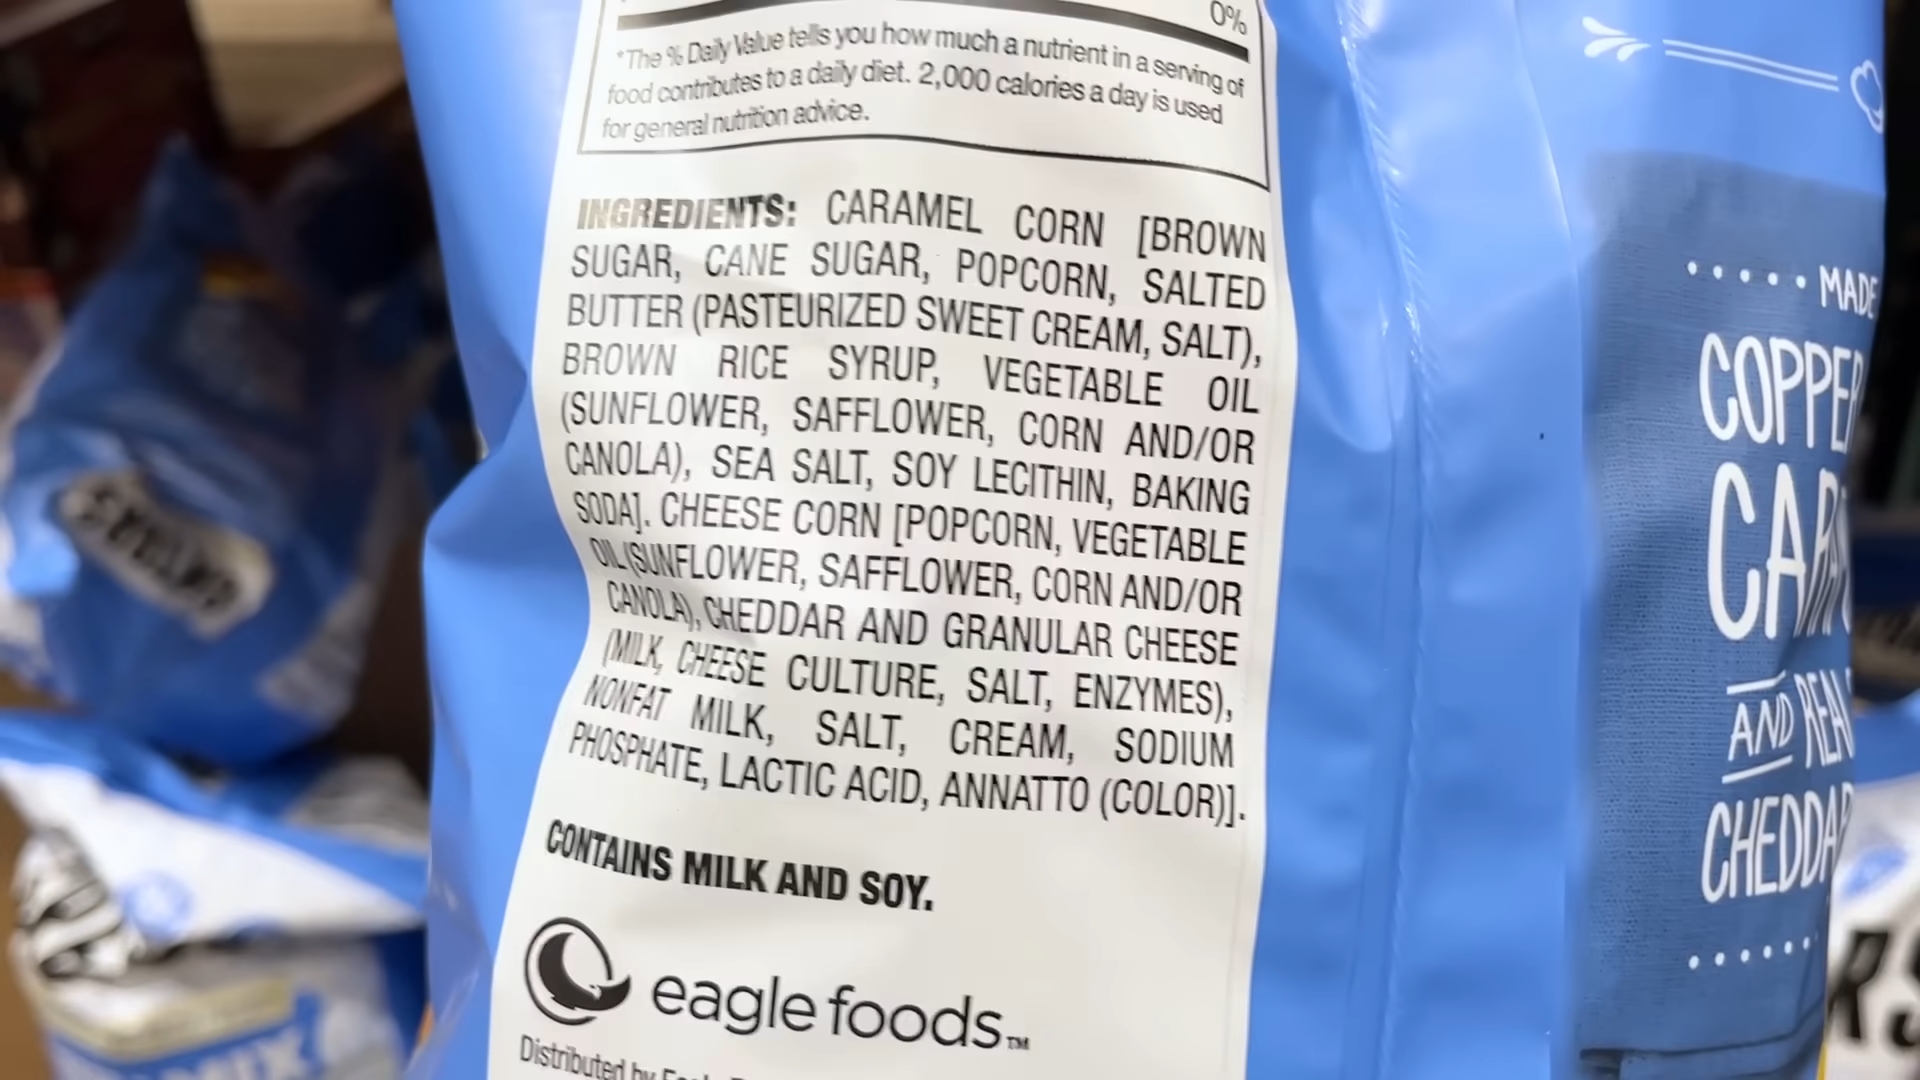 0%
*The % Daily Value tells you how much a nutrient in a serving of
food contributes to a daily diet. 2,000 calories a day is used
for general nutrition advice.
INGREDIENTS: CARAMEL CORN [BROWN
SUGAR, CANE SUGAR, POPCORN, SALTED
BUTTER (PASTEURIZED SWEET CREAM, SALT),
BROWN RICE SYRUP, VEGETABLE OIL
(SUNFLOWER, SAFFLOWER, CORN AND/OR
CANOLA), SEA SALT, SOY LECITHIN, BAKING
SODA]. CHEESE CORN [POPCORN, VEGETABLE
OIL (SUNFLOWER, SAFFLOWER, CORN AND/OR
CANOLA), CHEDDAR AND GRANULAR CHEESE
(MILK, CHEESE CULTURE, SALT, ENZYMES),
NONFAT MILK, SALT, CREAM, SODIUM
PHOSPHATE, LACTIC ACID, ANNATTO (COLOR)].
CONTAINS MILK AND SOY.
eagle foods™
Distributed by
MADE
COPPER
AND
CHEDDAR